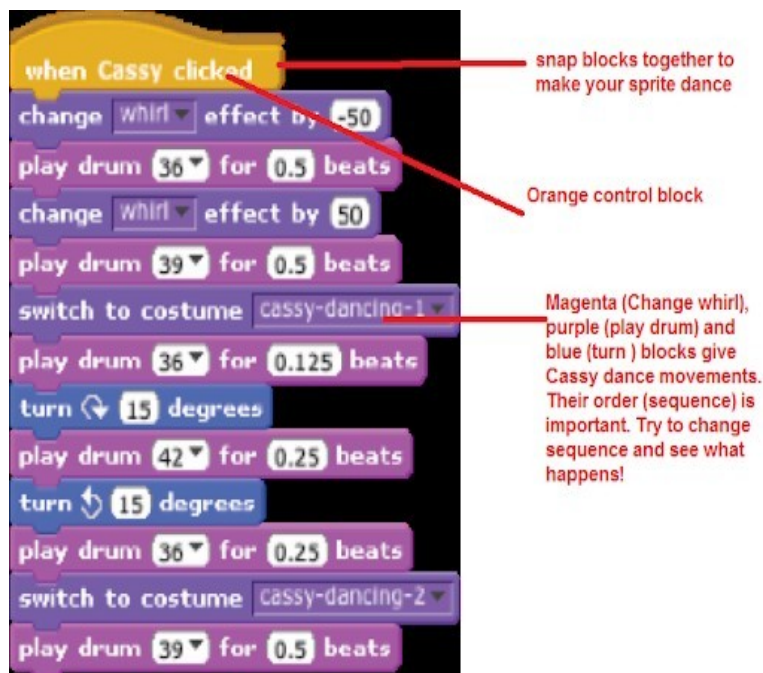 when Cassy clicked
change whirl effect by -50
play drum 36 for 0.5 beats
change whirl effect by 50
play drum 39 for 0.5 beats
switch to costume cassy-dancing-1
play drum 36 for 0.125 beats
turn 15 degrees
play drum 42 for 0.25 beats
turn 15 degrees
play drum 36 for 0.25 beats
switch to costume cassy-dancing-2
play drum 39 for 0.5 beats
snap blocks together to
make your sprite dance
Orange control block
Magenta (Change whirl),
purple (play drum) and
blue (turn ) blocks give
Cassy dance movements.
Their order (sequence) is
important. Try to change
sequence and see what
happens!